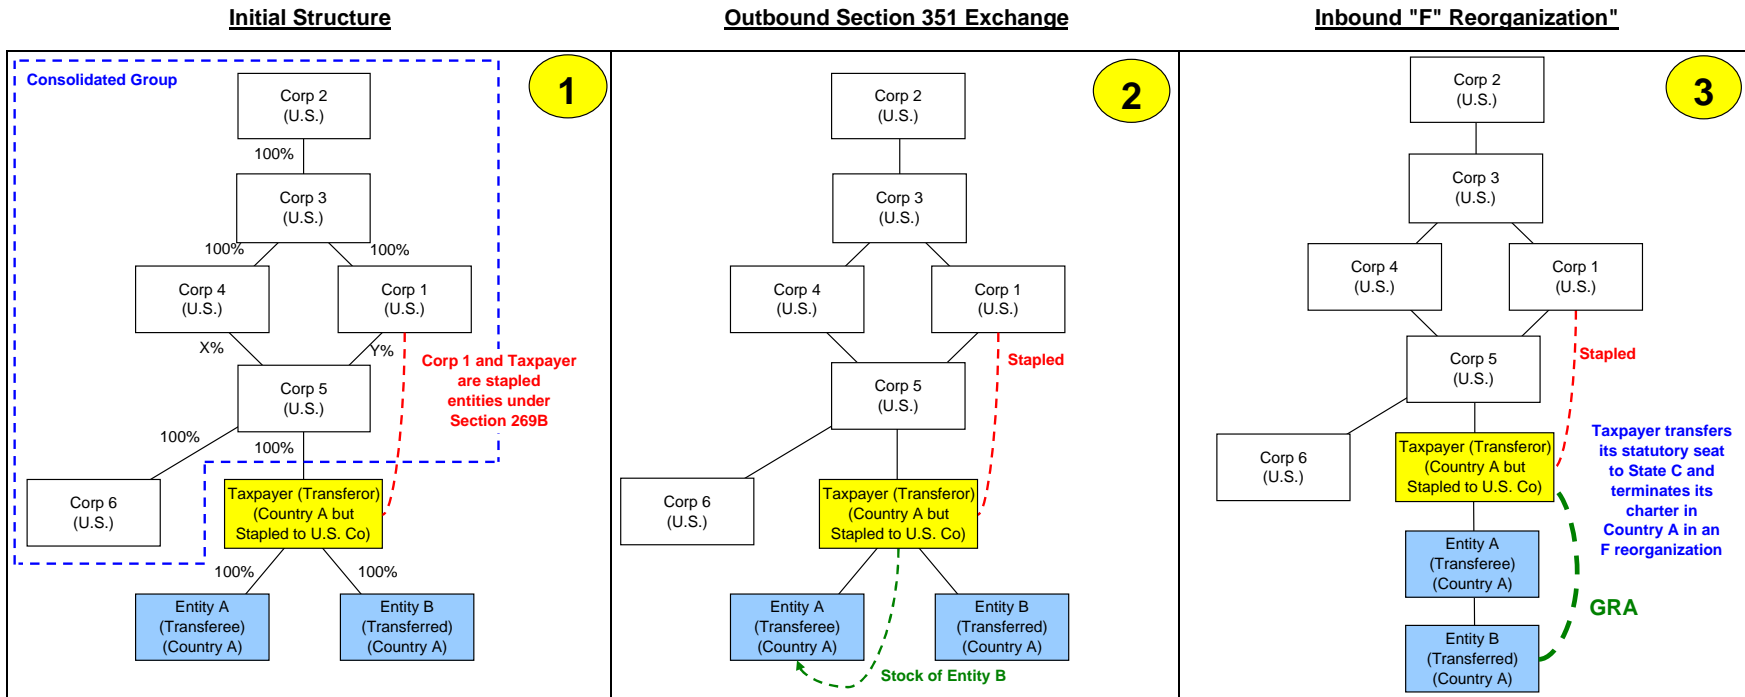 Initial Structure
Consolidated Group
1
Corp 2
(U.S.)
100%
Corp 3
(U.S.)
100%
100%
Corp 4
(U.S.)
Corp 1
(U.S.)
X%
Y%
Corp 1 and Taxpayer
are stapled
entities under
Section 269B
Corp 5
(U.S.)
100%
100%
Corp 6
(U.S.)
Taxpayer (Transferor)
(Country A but
Stapled to U.S. Co)
100%
100%
Entity A
(Transferee)
(Country A)
Entity B
(Transferred)
(Country A)
Outbound Section 351 Exchange
2
Corp 2
(U.S.)
Corp 3
(U.S.)
Corp 4
(U.S.)
Corp 1
(U.S.)
Stapled
Corp 5
(U.S.)
Corp 6
(U.S.)
Taxpayer (Transferor)
(Country A but
Stapled to U.S. Co)
Entity A
(Transferee)
(Country A)
Entity B
(Transferred)
(Country A)
Stock of Entity B
Inbound "F" Reorganization"
3
Corp 2
(U.S.)
Corp 3
(U.S.)
Corp 4
(U.S.)
Corp 1
(U.S.)
Stapled
Corp 5
(U.S.)
Corp 6
(U.S.)
Taxpayer (Transferor)
(Country A but
Stapled to U.S. Co)
Taxpayer transfers
its statutory seat
to State C and
terminates its
charter in
Country A in an
F reorganization
Entity A
(Transferee)
(Country A)
GRA
Entity B
(Transferred)
(Country A)